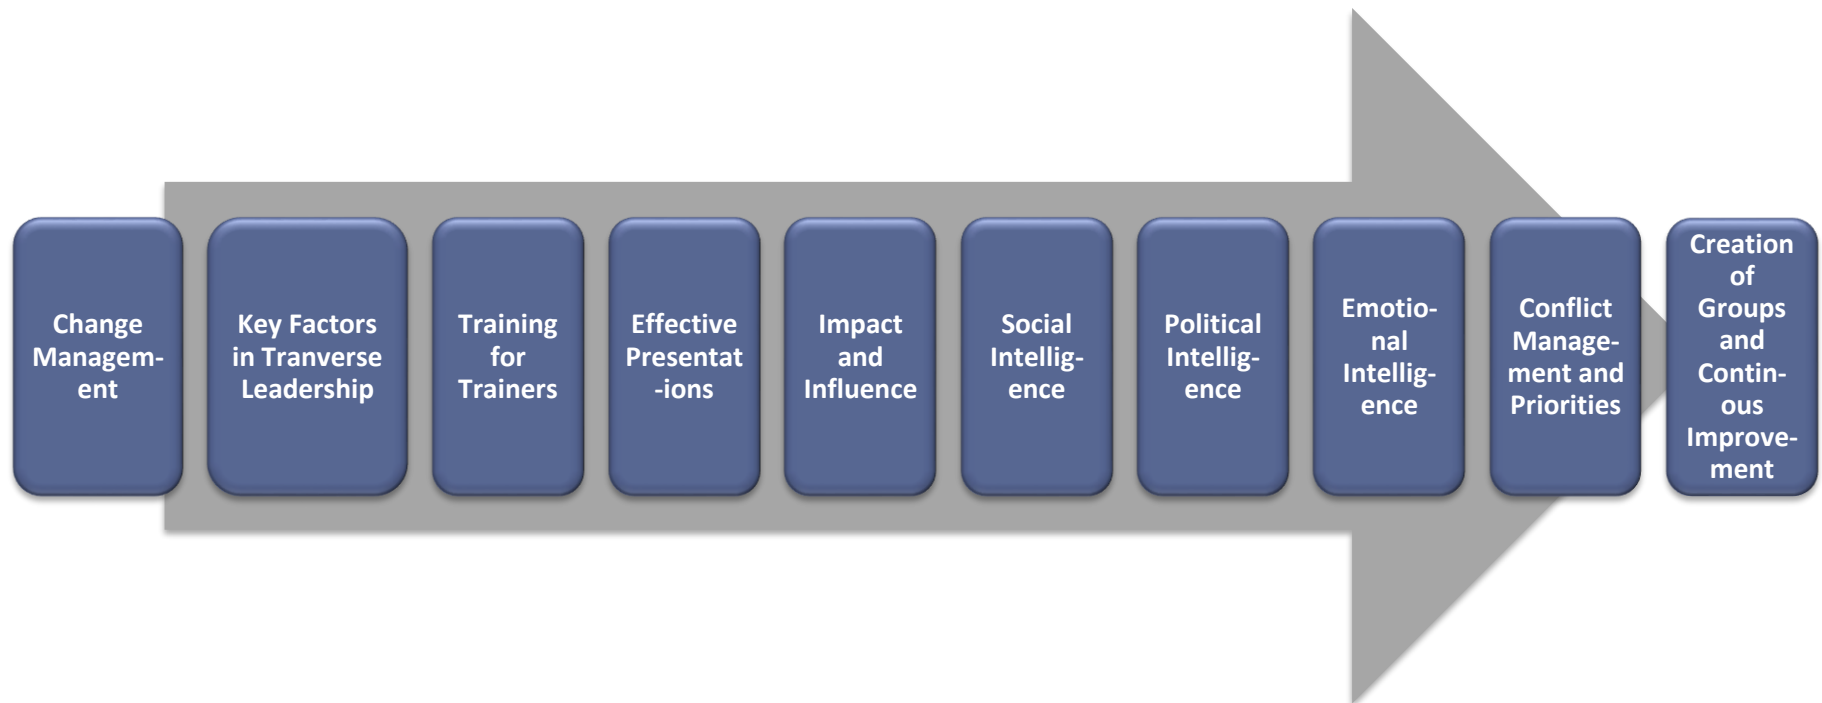 Change
Managem-
ent
Key Factors
in Tranverse
Leadership
Training
for
Trainers
Effective
Presentat
-ions
Impact
and
Influence
Social
Intellig-
ence
Political
Intellig-
ence
Emotio-
nal
Intellig-
ence
Conflict
Manage-
ment and
Priorities
Creation
of
Groups
and
Contin-
ous
Improve-
ment